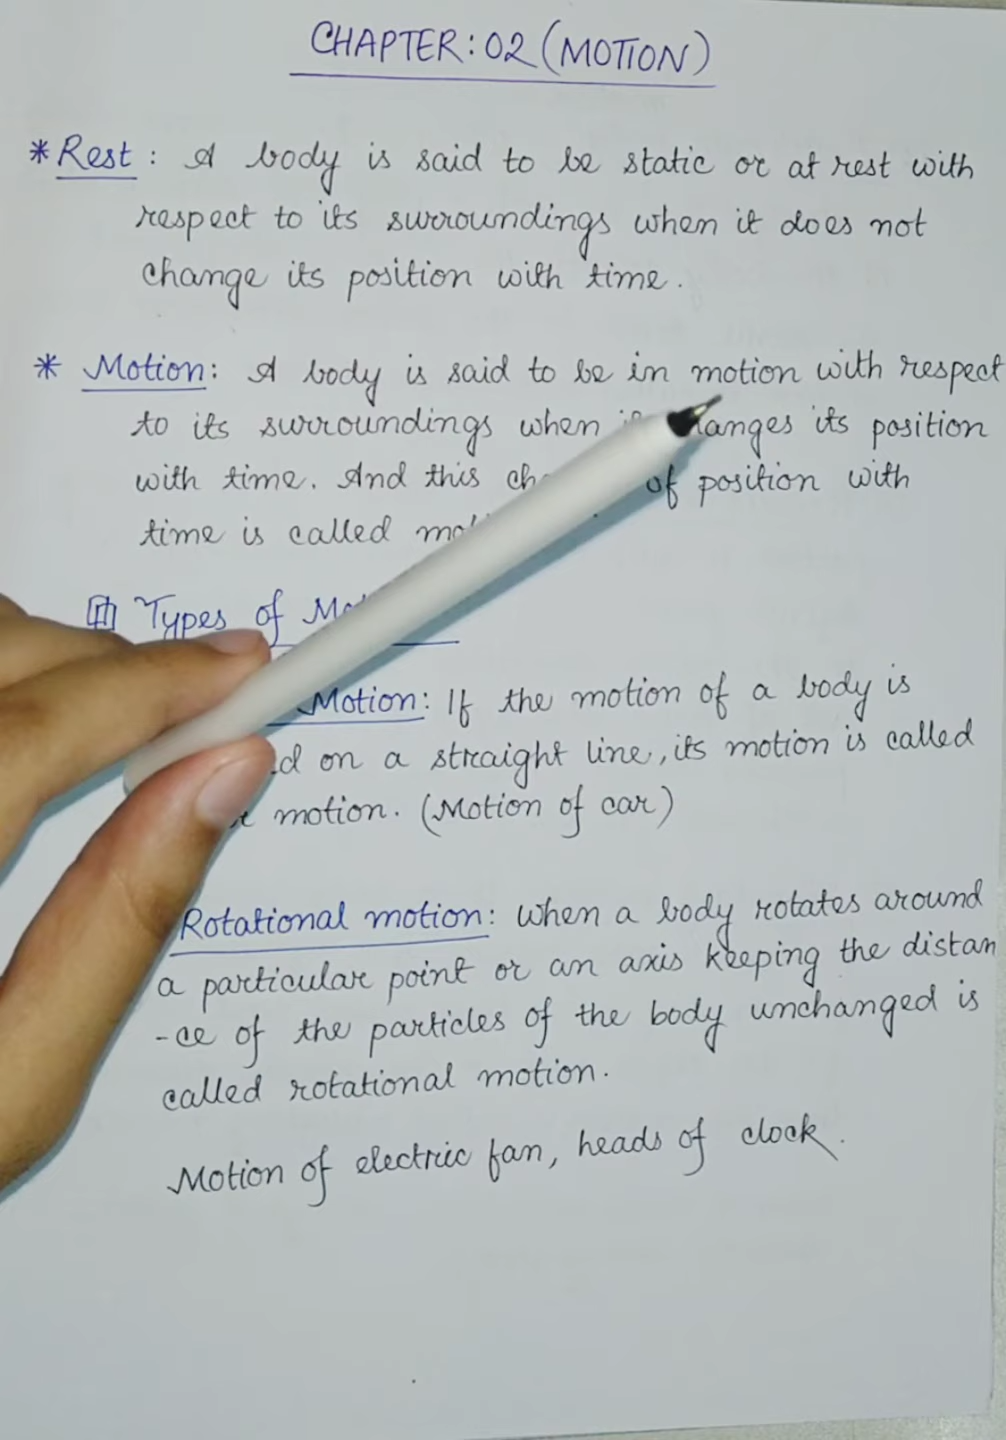 CHAPTER: 02 (MOTION)
* Rest : A body is said to be static or at rest with
respect to its surroundings when it does not
change its position with time.
* Motion: A body is said to be in motion with respect
to its surroundings when changes its position
with time. And this of position with
time is called
Types of
Motion: If the motion of a body is
on a straight line, its motion is called
motion. (Motion of car)
Rotational motion: when a body rotates around
a particular point or an axis keeping the distan
-ce of the particles of the body unchanged is
called rotational motion.
Motion of electric fan, heads of clock.